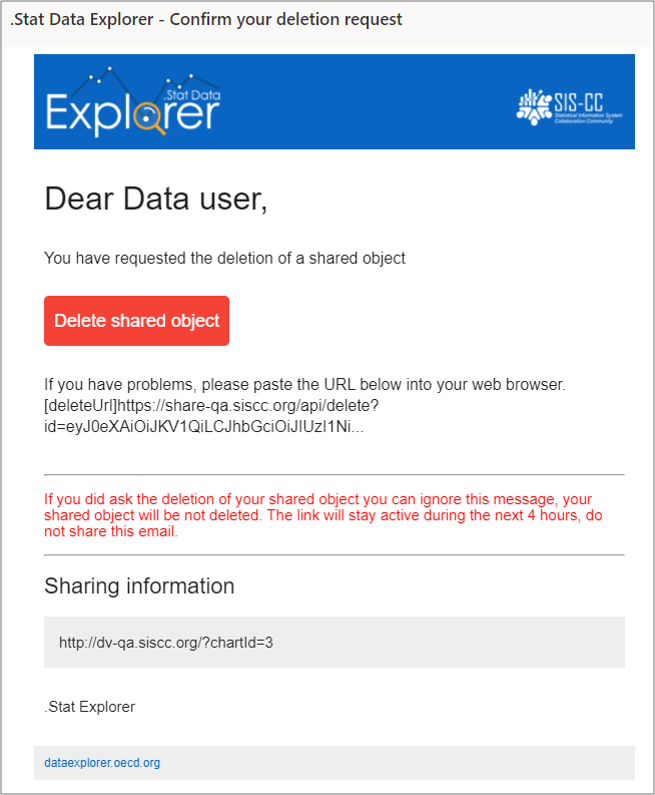 .Stat Data Explorer - Confirm your deletion request
.Stat Data
Explorer
SIS-CC
Statistical Information System
Collaboration Community
Dear Data user,
You have requested the deletion of a shared object
Delete shared object
If you have problems, please paste the URL below into your web browser.
[deleteUrl]https://share-qa.siscc.org/api/delete?
id=eyJ0eXAiOiJKV1QiLCJhbGciOiJIUzI1Ni...
If you did ask the deletion of your shared object you can ignore this message, your
shared object will be not deleted. The link will stay active during the next 4 hours, do
not share this email.
Sharing information
http://dv-qa.siscc.org/?chartId=3
.Stat Explorer
dataexplorer.oecd.org